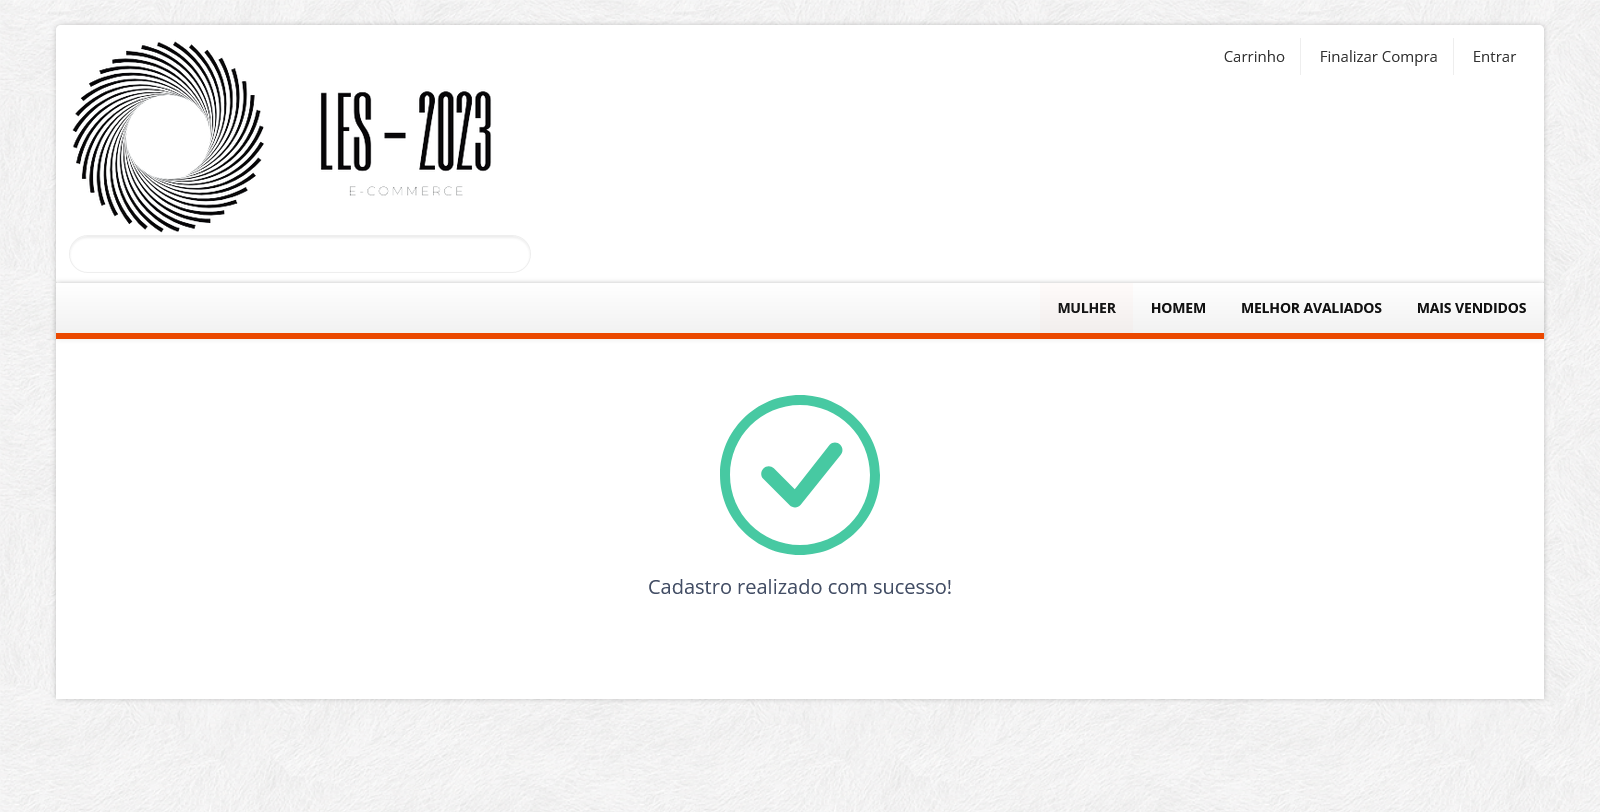 Carrinho
Finalizar Compra
Entrar
LES - 2023
E-COMMERCE
MULHER
HOMEM
MELHOR AVALIADOS
MAIS VENDIDOS
Cadastro realizado com sucesso!